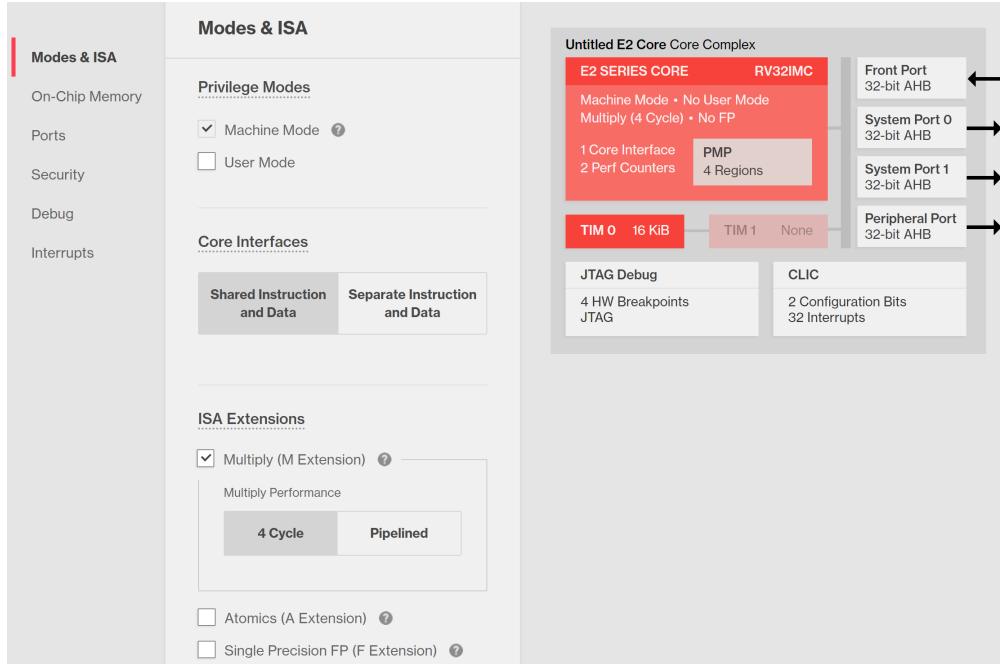 Modes & ISA
On-Chip Memory
Ports
Security
Debug
Interrupts
Modes & ISA
Privilege Modes
Machine Mode ?
User Mode
Core Interfaces
Shared Instruction
and Data
Separate Instruction
and Data
ISA Extensions
Multiply (M Extension) ?
Multiply Performance
4 Cycle
Pipelined
Atomics (A Extension) ?
Single Precision FP (F Extension) ?
Untitled E2 Core Core Complex
E2 SERIES CORE RV32IMC
Machine Mode • No User Mode
Multiply (4 Cycle) • No FP
1 Core Interface
2 Perf Counters
PMP
4 Regions
TIM 0 16 KiB
TIM 1 None
Front Port
32-bit AHB
System Port 0
32-bit AHB
System Port 1
32-bit AHB
Peripheral Port
32-bit AHB
JTAG Debug
4 HW Breakpoints
JTAG
CLIC
2 Configuration Bits
32 Interrupts